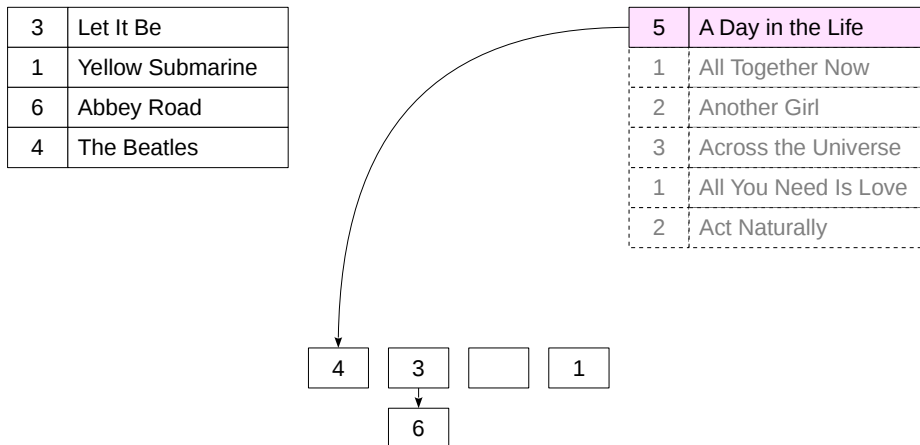 3 Let It Be
1 Yellow Submarine
6 Abbey Road
4 The Beatles
5 A Day in the Life
1 All Together Now
2 Another Girl
3 Across the Universe
1 All You Need Is Love
2 Act Naturally
4 3 1
6